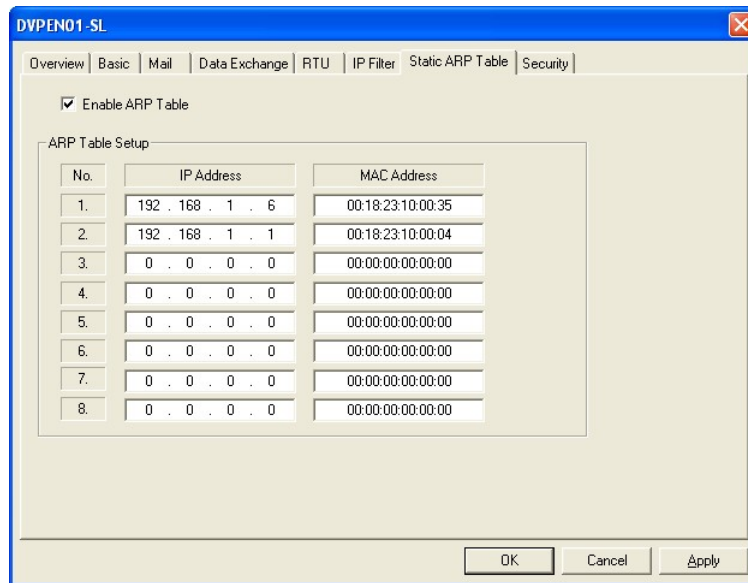 DVPEN01-SL
Overview Basic Mail Data Exchange RTU IP Filter Static ARP Table Security
Enable ARP Table
ARP Table Setup
No. IP Address MAC Address
1. 192 . 168 . 1 . 6 00:18:23:10:00:35
2. 192 . 168 . 1 . 1 00:18:23:10:00:04
3. 0 . 0 . 0 . 0 00:00:00:00:00:00
4. 0 . 0 . 0 . 0 00:00:00:00:00:00
5. 0 . 0 . 0 . 0 00:00:00:00:00:00
6. 0 . 0 . 0 . 0 00:00:00:00:00:00
7. 0 . 0 . 0 . 0 00:00:00:00:00:00
8. 0 . 0 . 0 . 0 00:00:00:00:00:00
OK Cancel Apply